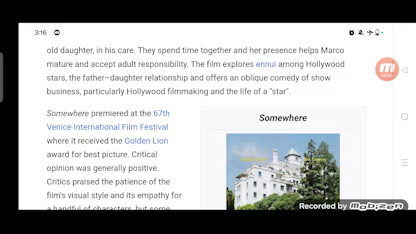 3:16
old daughter, in his care. They spend time together and her presence helps Marco
mature and accept adult responsibility. The film explores ennui among Hollywood
stars, the father–daughter relationship and offers an oblique comedy of show
business, particularly Hollywood filmmaking and the life of a "star".
Somewhere premiered at the 67th
Venice International Film Festival
where it received the Golden Lion
award for best picture. Critical
opinion was generally positive.
Critics praised the patience of the
film's visual style and its empathy for
a handful of characters, but some
Somewhere
Recorded by Mobizen